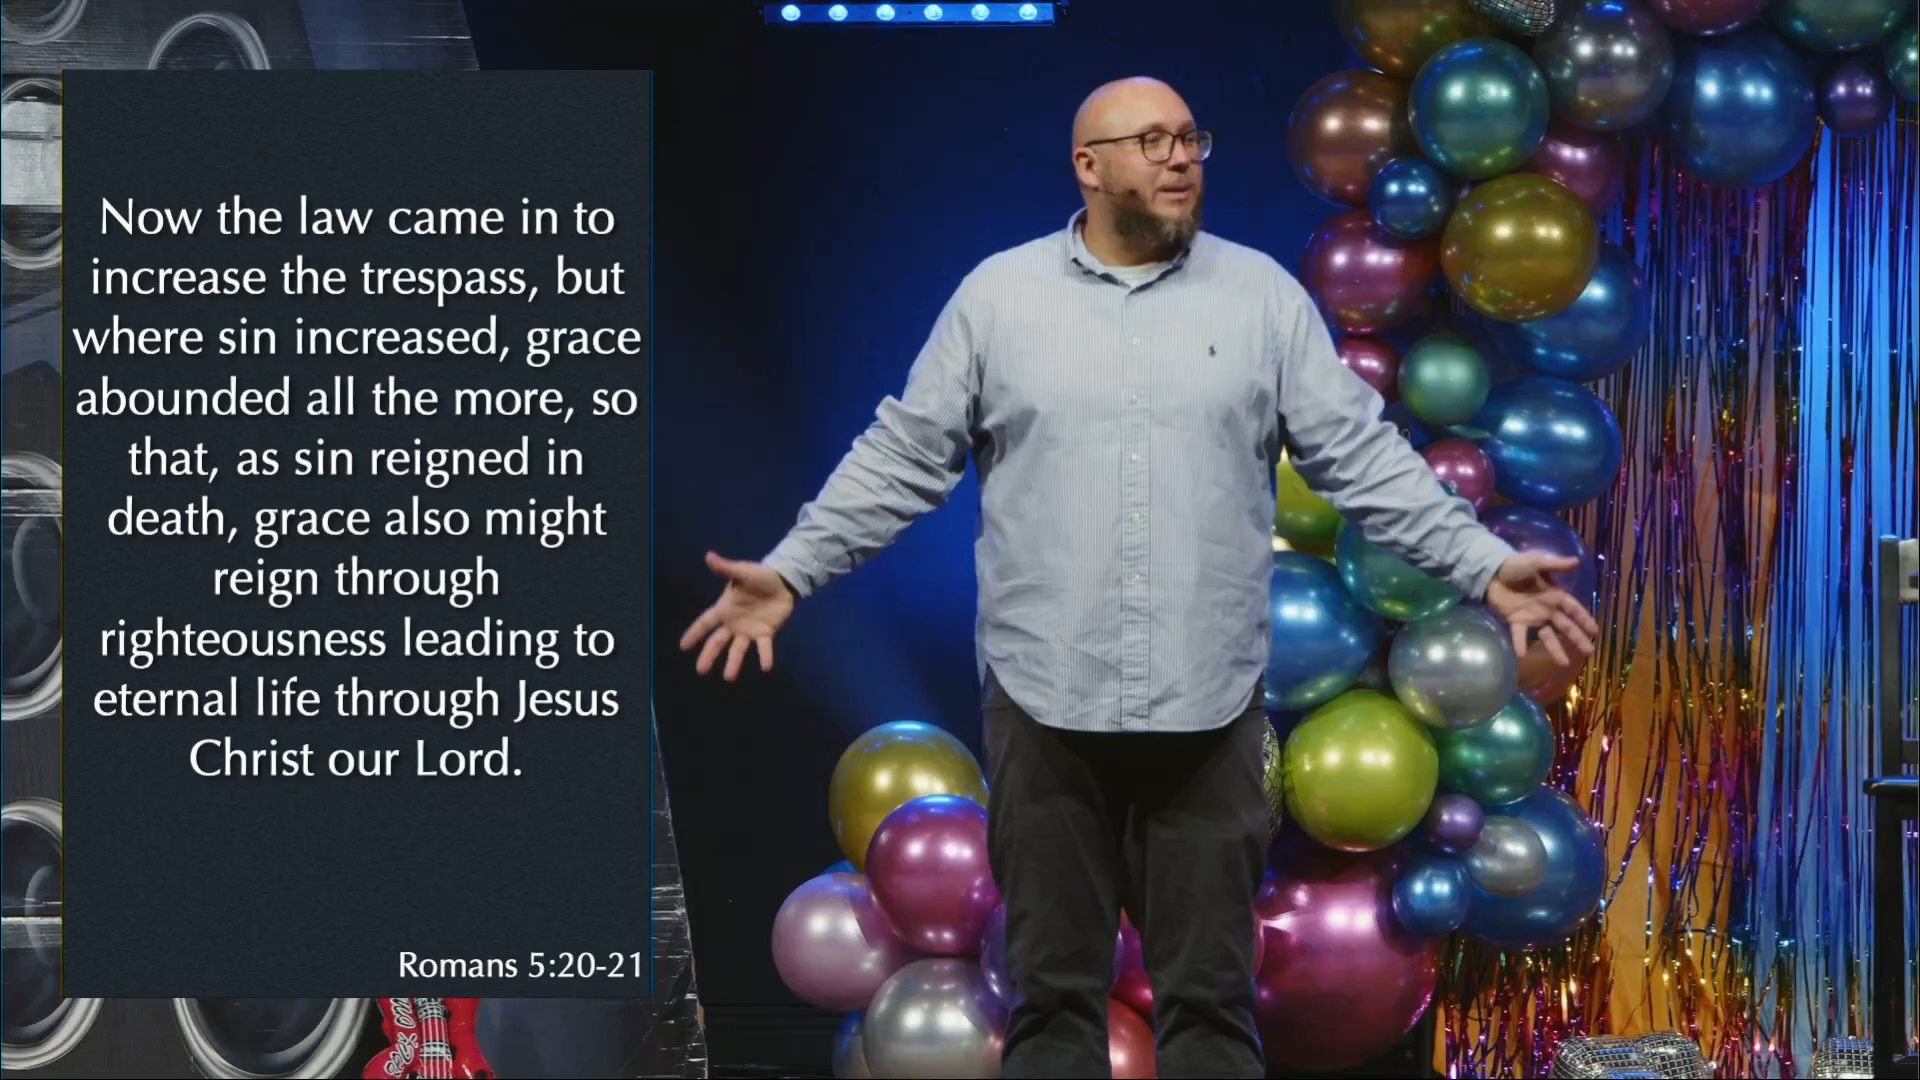 Now the law came in to
increase the trespass, but
where sin increased, grace
abounded all the more, so
that, as sin reigned in
death, grace also might
reign through
righteousness leading to
eternal life through Jesus
Christ our Lord.
Romans 5:20-21